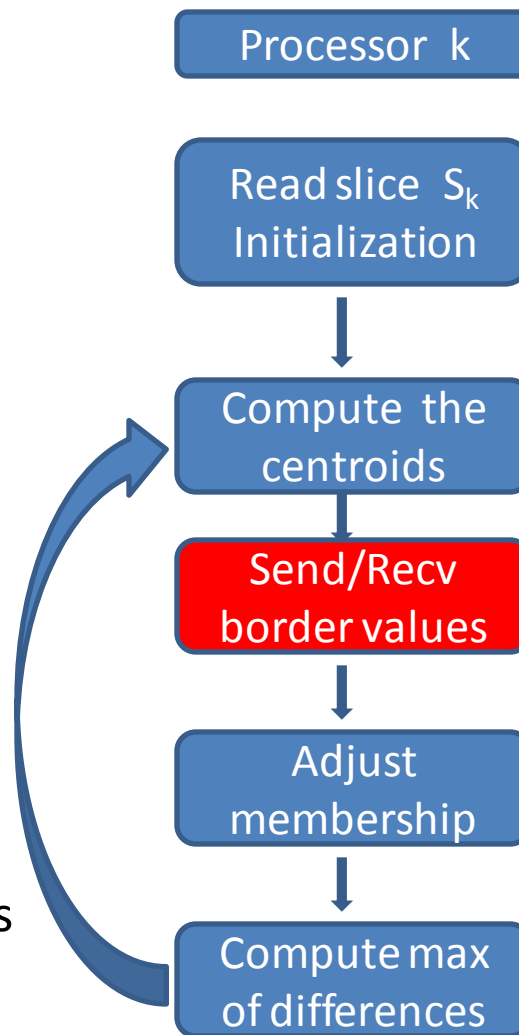 Processor k
Read slice Sₖ
Initialization
Compute the
centroids
Send/Recv
border values
Adjust
membership
s
Compute max
of differences